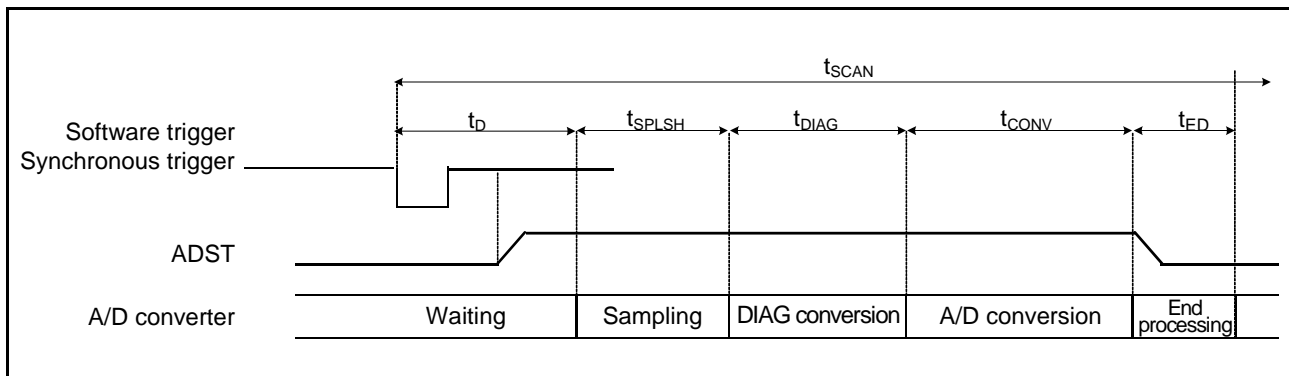 tSCAN
tD tSPLSH tDIAG tCONV tED
Software trigger
Synchronous trigger
ADST
A/D converter Waiting Sampling DIAG conversion A/D conversion End processing